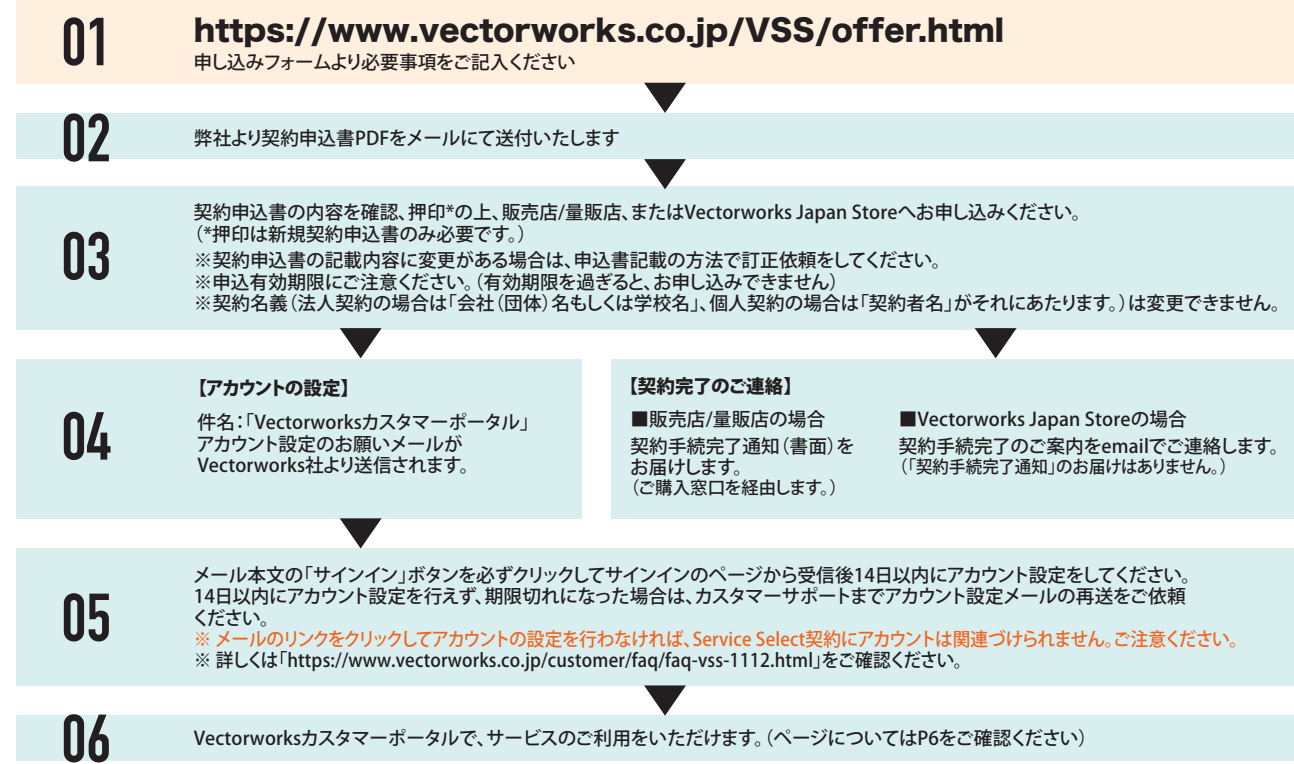 01
https://www.vectorworks.co.jp/VSS/offer.html
申し込みフォームより必要事項をご記入ください
02
弊社より契約申込書PDFをメールにて送付いたします
03
契約申込書の内容を確認、押印*の上、販売店/量販店、またはVectorworks Japan Storeへお申し込みください。
（*押印は新規契約申込書のみ必要です。）
※契約申込書の記載内容に変更がある場合は、申込書記載の方法で訂正依頼をしてください。
※申込有効期限にご注意ください。（有効期限を過ぎると、お申し込みできません）
※契約名義（法人契約の場合は「会社（団体）名もしくは学校名」、個人契約の場合は「契約者名」がそれにあたります。）は変更できません。
04
【アカウントの設定】
件名：「Vectorworksカスタマーポータル」
アカウント設定のお願いメールが
Vectorworks社より送信されます。
【契約完了のご連絡】
■販売店/量販店の場合
契約手続完了通知（書面）を
お届けします。
（ご購入窓口を経由します。）
■Vectorworks Japan Storeの場合
契約手続完了のご案内をemailでご連絡します。
（「契約手続完了通知」のお届けはありません。）
05
メール本文の「サインイン」ボタンを必ずクリックしてサインインのページから受信後14日以内にアカウント設定をしてください。
14日以内にアカウント設定を行えず、期限切れになった場合は、カスタマーサポートまでアカウント設定メールの再送をご依頼
ください。
※ メールのリンクをクリックしてアカウントの設定を行わなければ、Service Select契約にアカウントは関連づけられません。ご注意ください。
※ 詳しくは「https://www.vectorworks.co.jp/customer/faq/faq-vss-1112.html」をご確認ください。
06
Vectorworksカスタマーポータルで、サービスのご利用をいただけます。（ページについてはP6をご確認ください）